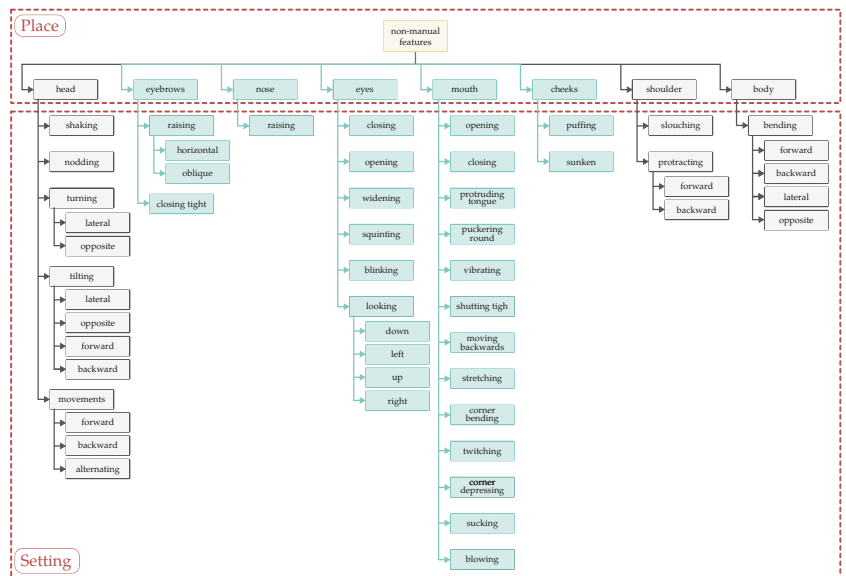 Place
non-manual
features
head
eyebrows
nose
eyes
mouth
cheeks
shoulder
body
shaking
nodding
turning
lateral
opposite
tilting
lateral
opposite
forward
backward
movements
forward
backward
alternating
raising
horizontal
oblique
closing tight
raising
closing
opening
widening
squinting
blinking
looking
down
left
up
right
opening
closing
protruding
tongue
puckering
round
vibrating
shutting tigh
moving
backwards
stretching
corner
bending
twitching
corner
depressing
sucking
blowing
puffing
sunken
slouching
protracting
forward
backward
bending
forward
backward
lateral
opposite
Setting